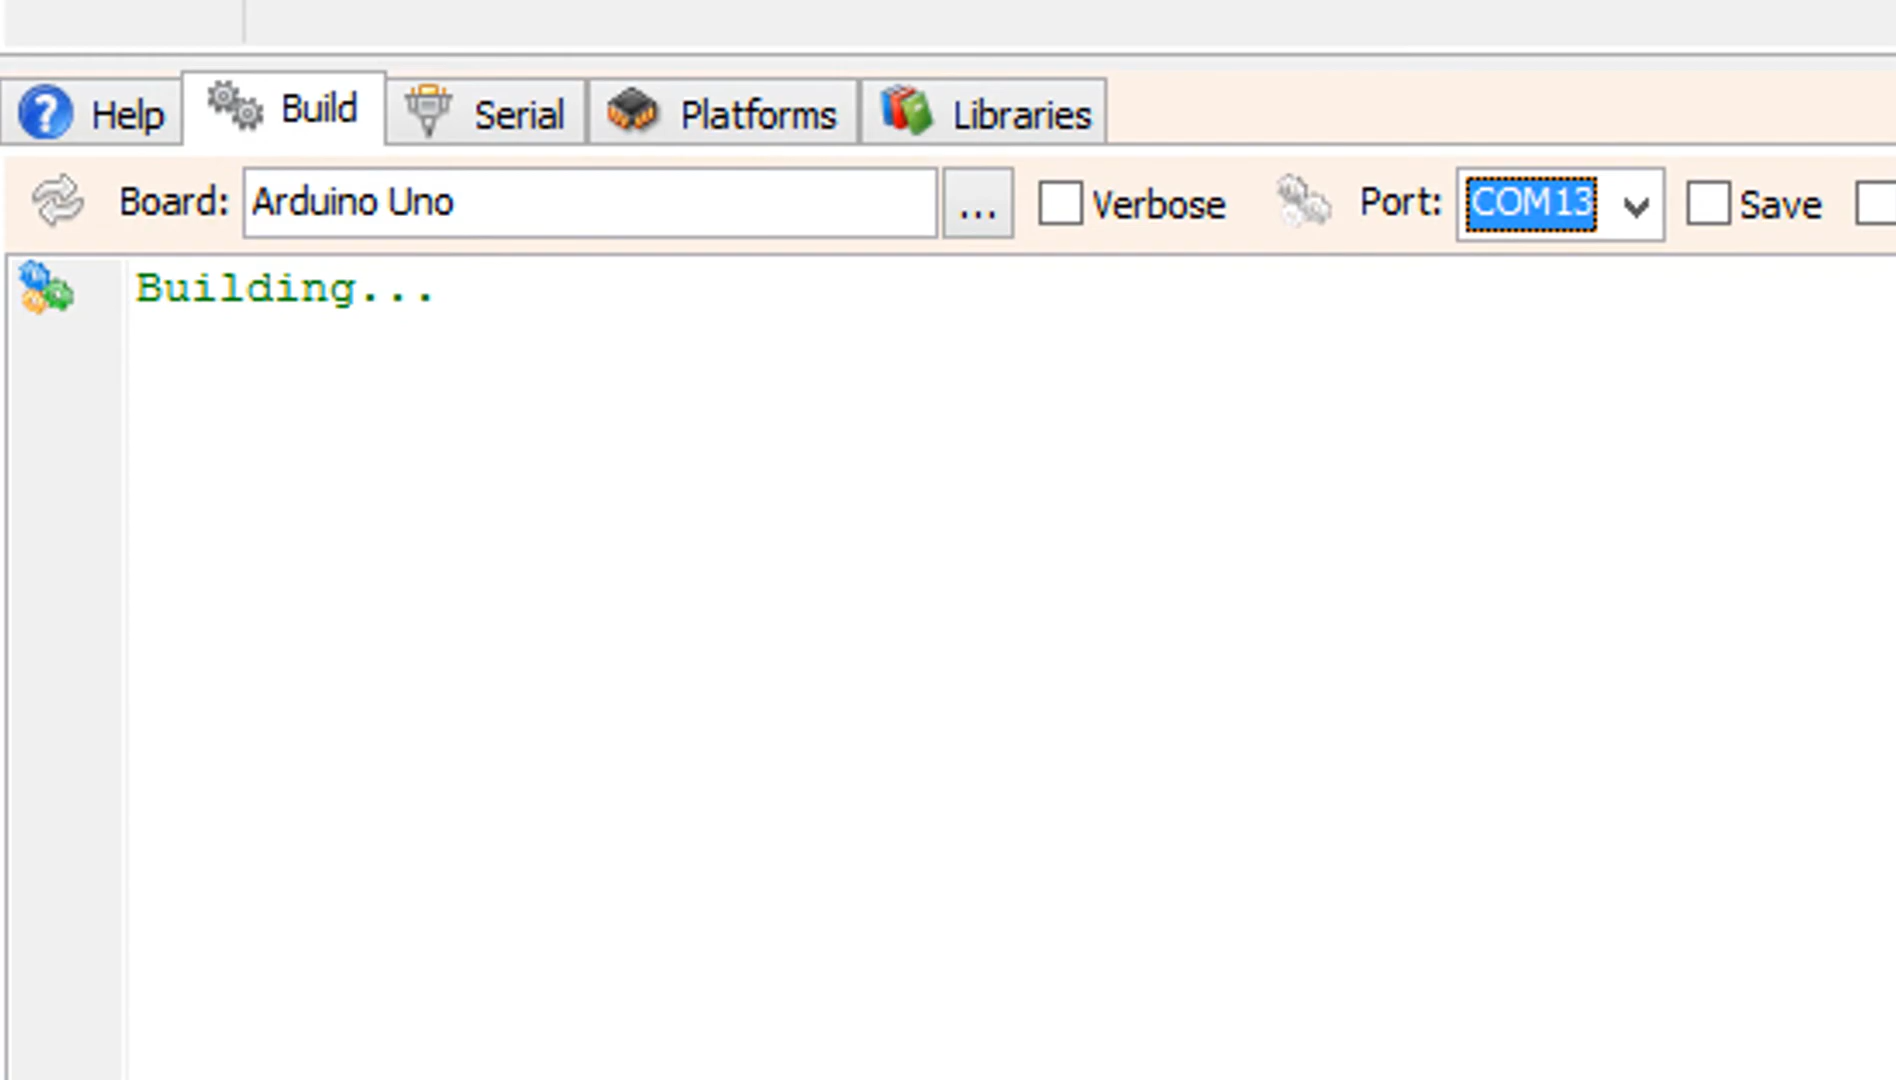 Help Build Serial Platforms Libraries
Board: Arduino Uno ... Verbose Port: COM13 Save
Building...